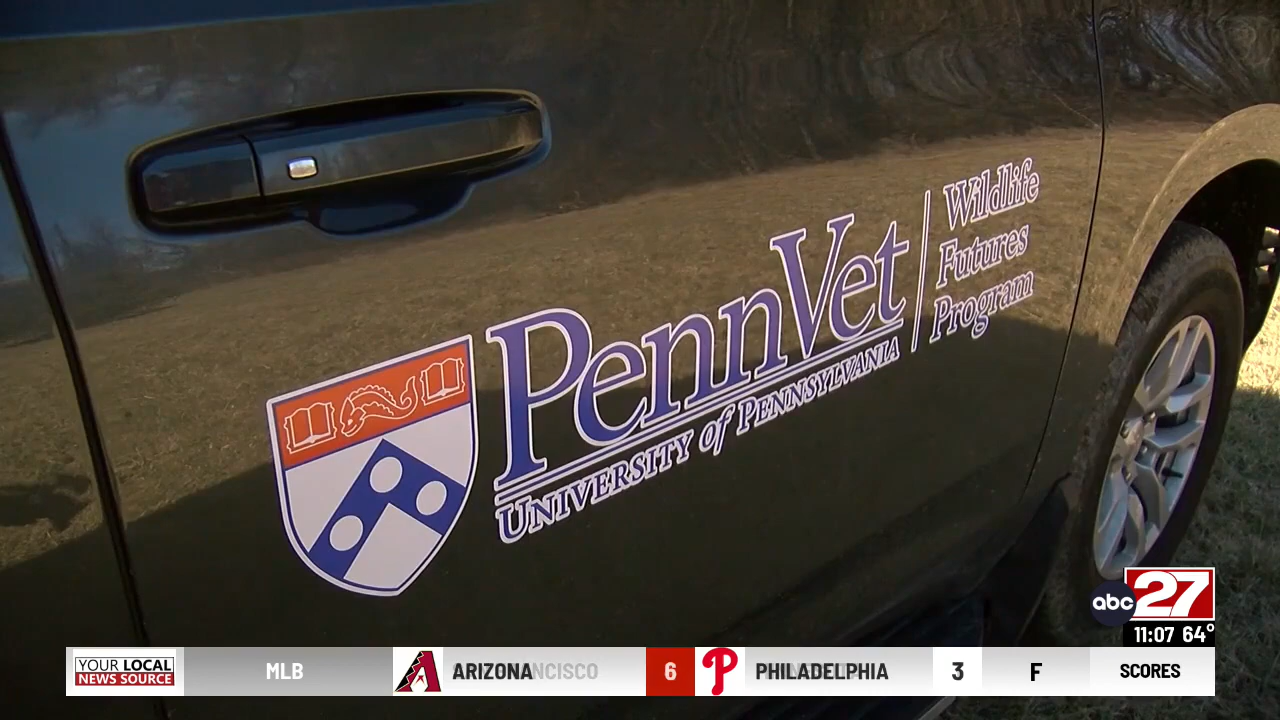 PennVet
UNIVERSITY of PENNSYLVANIA
Wildlife
Futures
Program
abc 27
11:07 64°
YOUR LOCAL
NEWS SOURCE
MLB
ARIZONA
6
PHILADELPHIA
3
F
SCORES